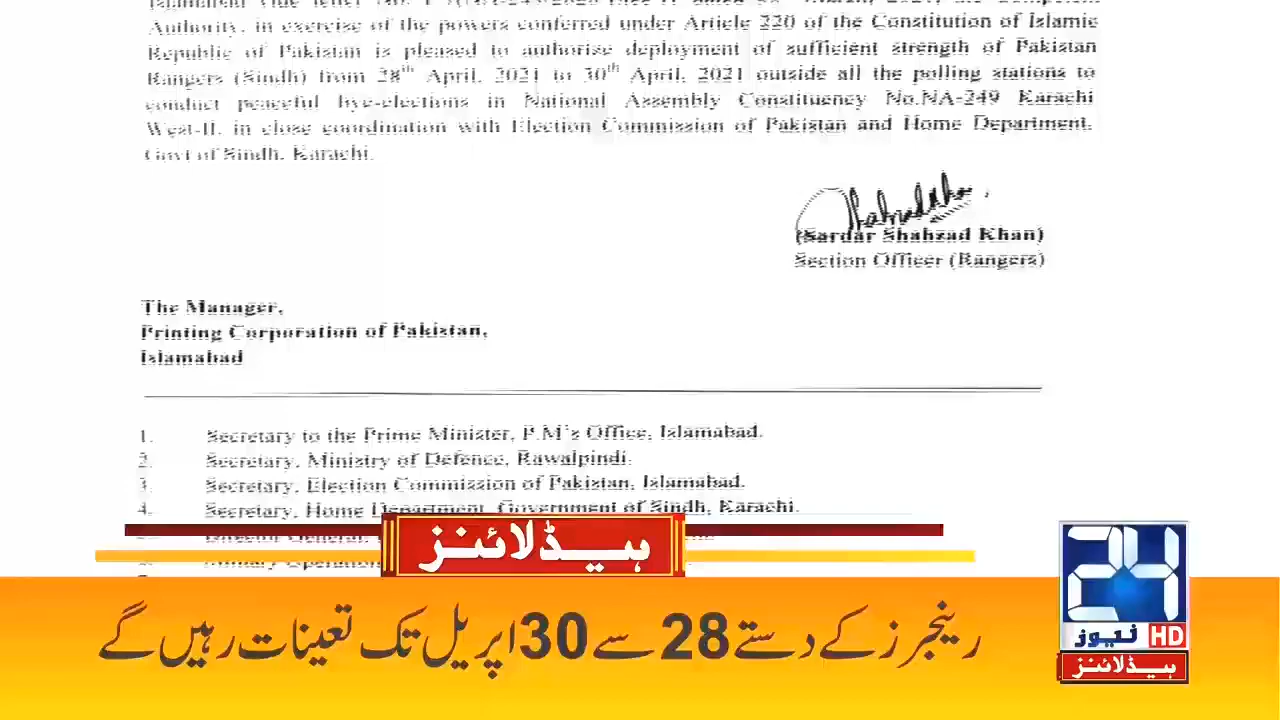 Authority, in exercise of the powers conferred under Article 220 of the Constitution of Islamic
Republic of Pakistan is pleased to authorise deployment of sufficient strength of Pakistan
Rangers (Sindh) from 28th April, 2021 to 30th April, 2021 outside all the polling stations to
conduct peaceful bye-elections in National Assembly Constituency No.NA-249 Karachi
West-II, in close coordination with Election Commission of Pakistan and Home Department,
Govt of Sindh, Karachi.
(Sardar Shahzad Khan)
Section Officer (Rangers)
The Manager,
Printing Corporation of Pakistan,
Islamabad
1. Secretary to the Prime Minister, P.M's Office, Islamabad.
2. Secretary, Ministry of Defence, Rawalpindi.
3. Secretary, Election Commission of Pakistan, Islamabad.
4. Secretary, Home Department, Government of Sindh, Karachi.
ہیڈلائنز
رینجرز کے دستے 28 سے 30 اپریل تک تعینات رہیں گے
24
نیوز HD
ہیڈلائنز